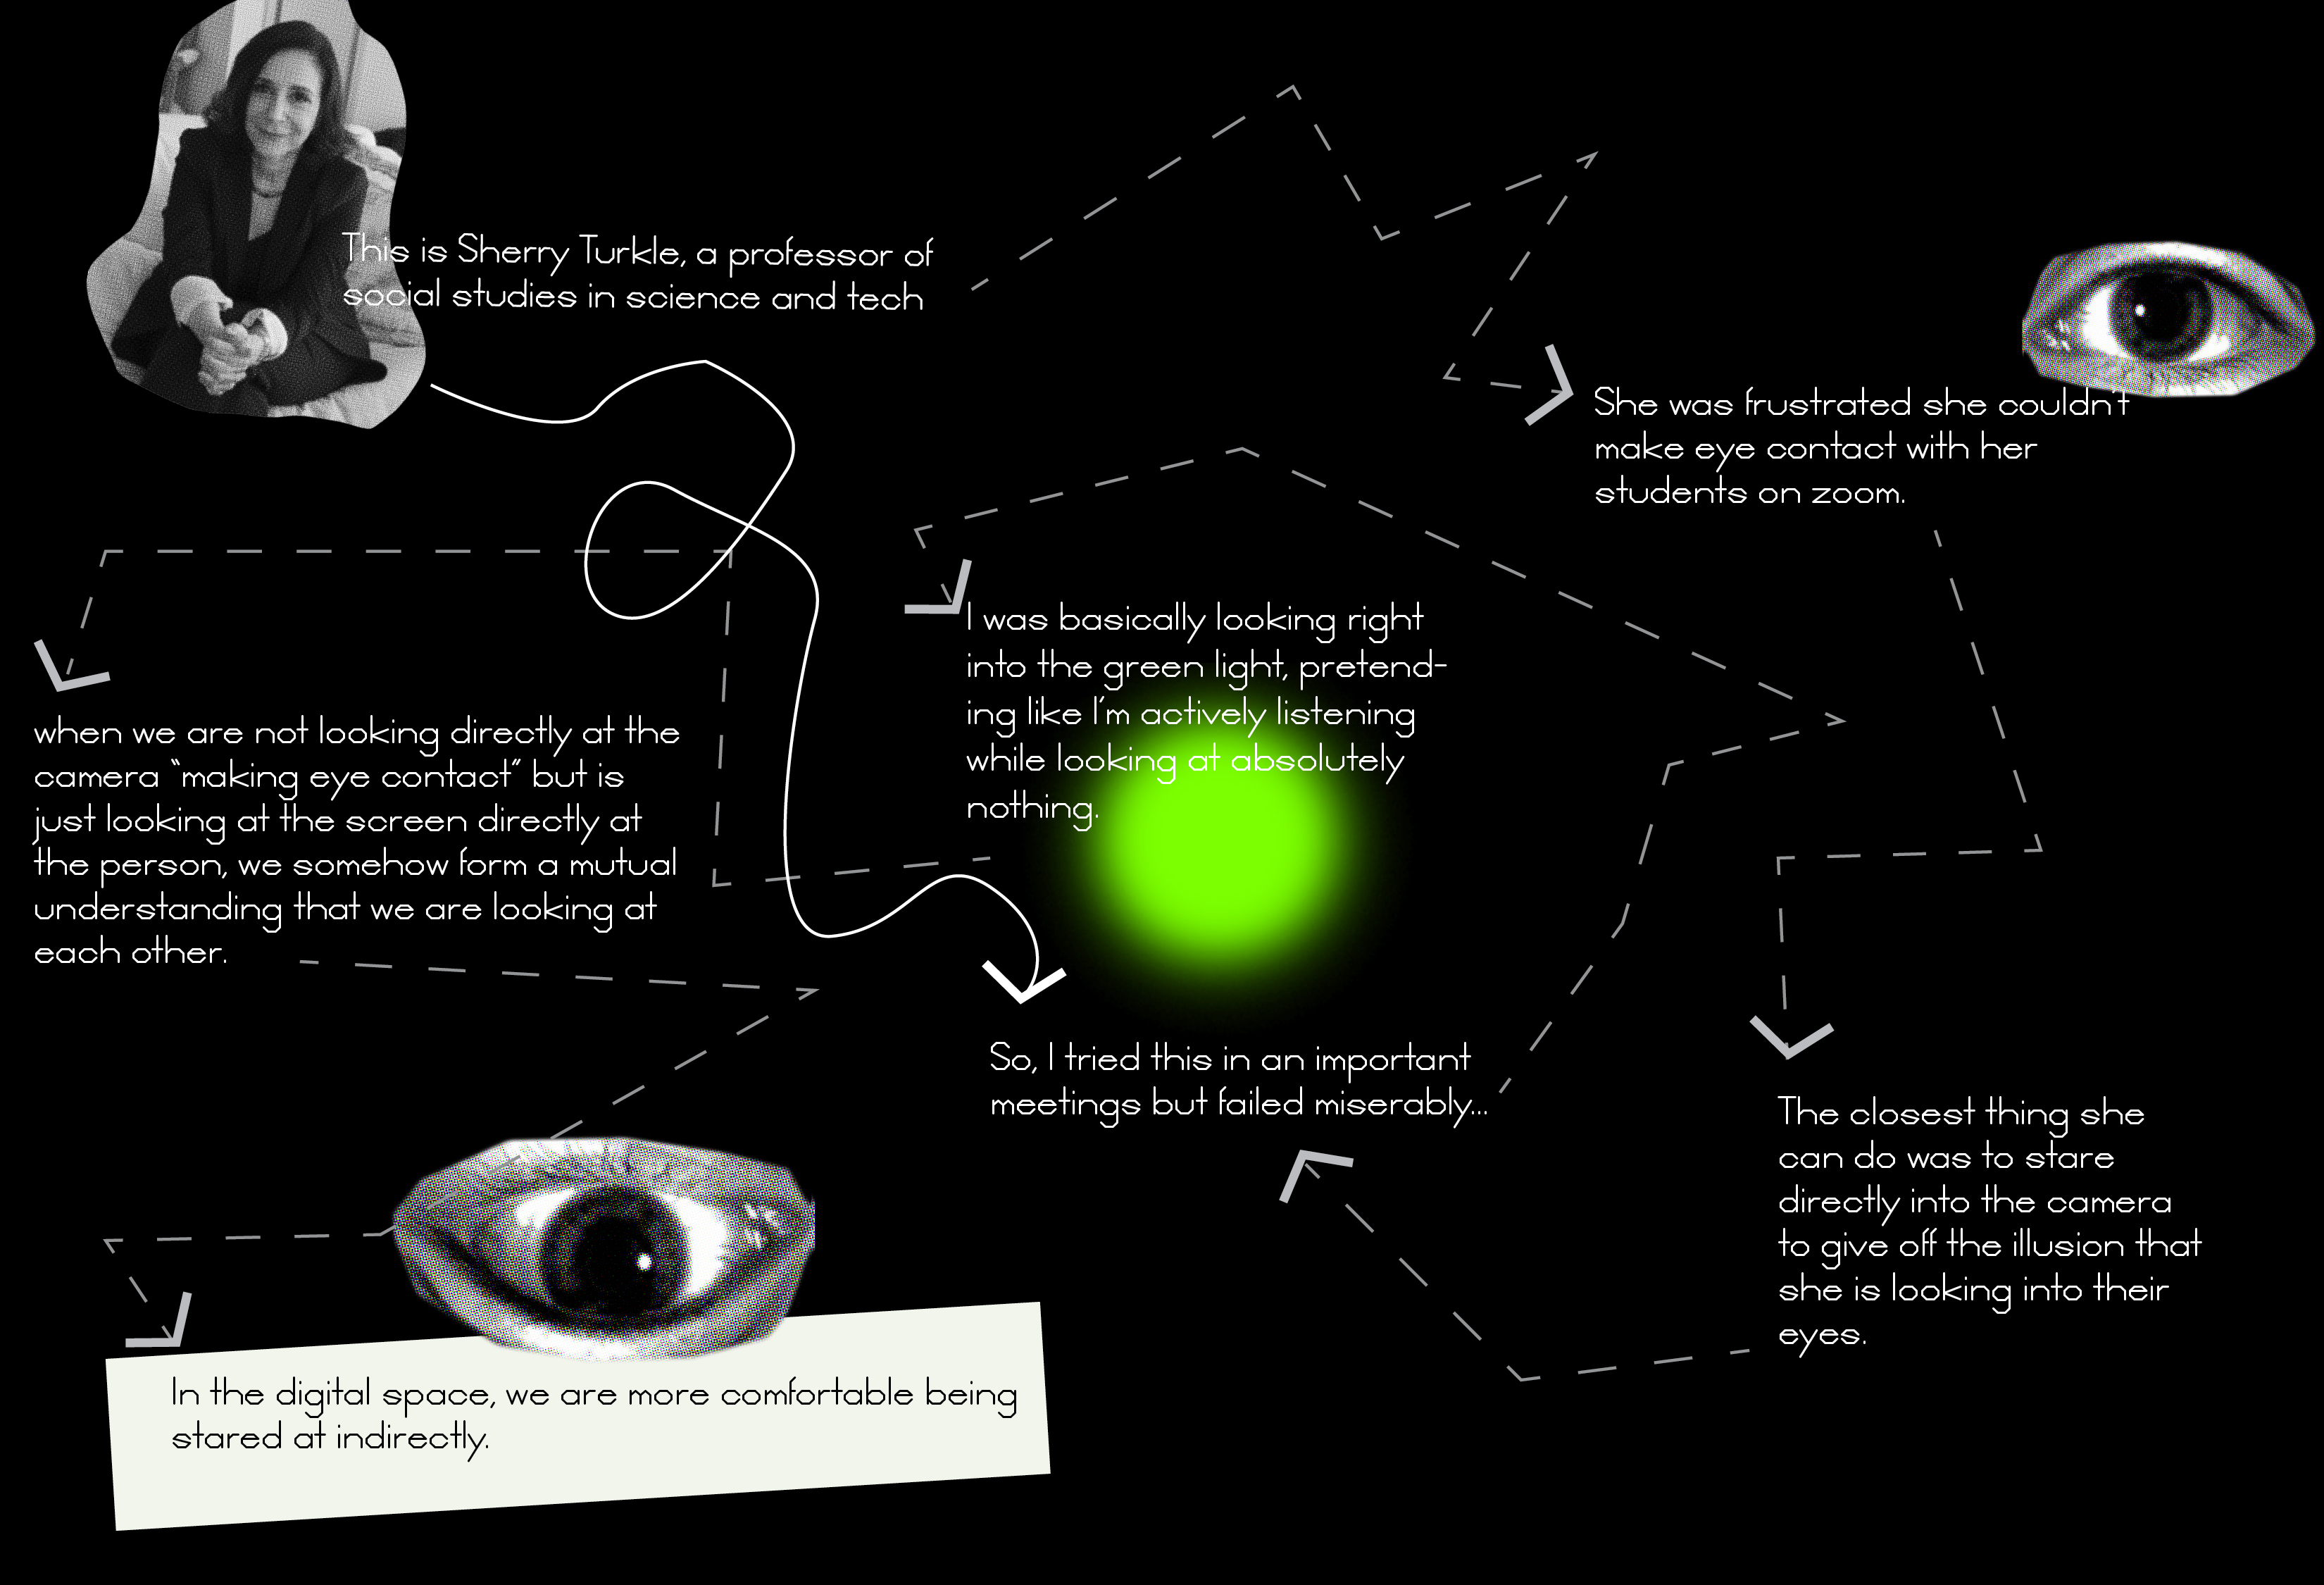 This is Sherry Turkle, a professor of
social studies in science and tech
She was frustrated she couldn't
make eye contact with her
students on zoom.
The closest thing she
can do was to stare
directly into the camera
to give off the illusion that
she is looking into their
eyes.
So, I tried this in an important
meetings but failed miserably...
I was basically looking right
into the green light, pretend-
ing like I'm actively listening
while looking at absolutely
nothing.
when we are not looking directly at the
camera "making eye contact" but is
just looking at the screen directly at
the person, we somehow form a mutual
understanding that we are looking at
each other.
In the digital space, we are more comfortable being
stared at indirectly.